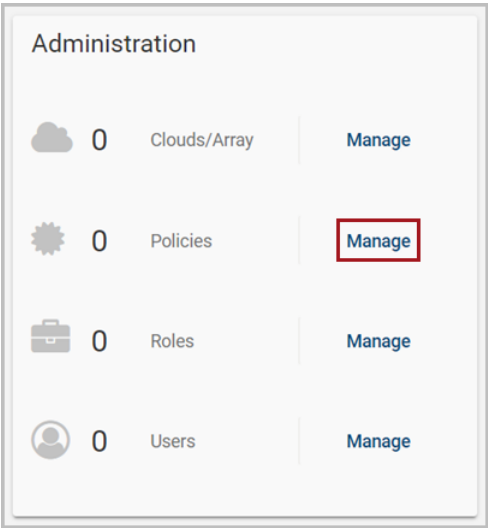 Administration
0 Clouds/Array Manage
0 Policies Manage
0 Roles Manage
0 Users Manage